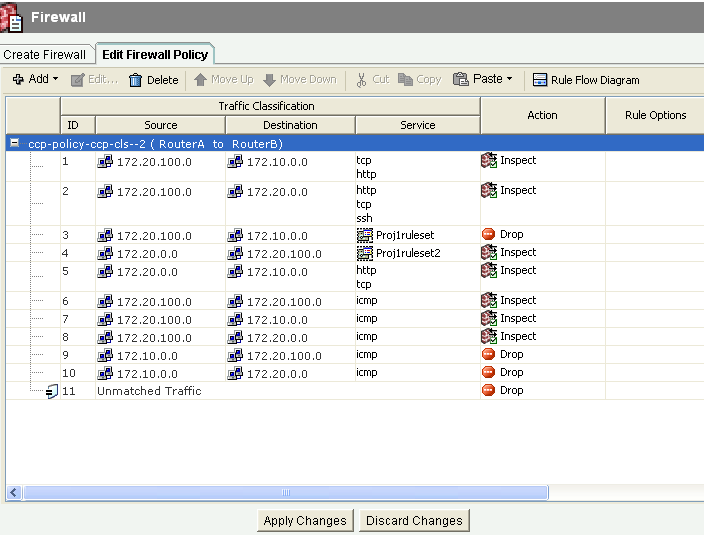 Firewall
Create Firewall Edit Firewall Policy
Add Edit... Delete Move Up Move Down Cut Copy Paste Rule Flow Diagram
Traffic Classification Action Rule Options
ID Source Destination Service
ccp-policy-ccp-cls--2 ( RouterA to RouterB)
1 172.20.100.0 172.10.0.0 tcp Inspect
http
2 172.20.100.0 172.20.0.0 http Inspect
tcp
ssh
3 172.20.100.0 172.10.0.0 Proj1ruleset Drop
4 172.20.0.0 172.20.100.0 Proj1ruleset2 Inspect
5 172.20.0.0 172.10.0.0 http Inspect
tcp
6 172.20.100.0 172.20.100.0 icmp Inspect
7 172.20.100.0 172.10.0.0 icmp Inspect
8 172.20.100.0 172.20.0.0 icmp Inspect
9 172.10.0.0 172.20.100.0 icmp Drop
10 172.10.0.0 172.20.0.0 icmp Drop
11 Unmatched Traffic Drop
Apply Changes Discard Changes